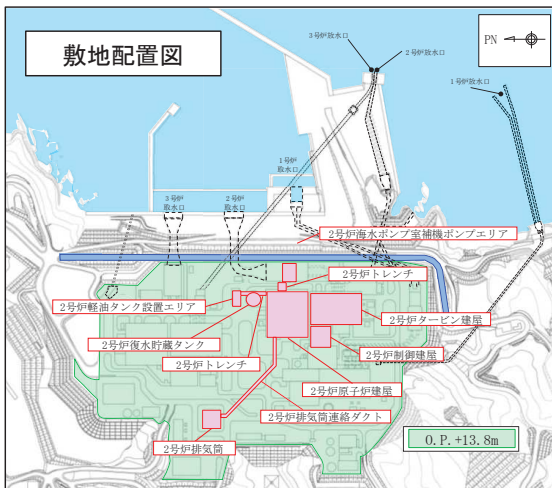 敷地配置図
PN
3号炉放水口
2号炉放水口
1号炉放水口
1号炉
取水口
2号炉
取水口
3号炉
取水口
2号炉海水ポンプ室補機ポンプエリア
2号炉トレンチ
2号炉軽油タンク設置エリア
2号炉タービン建屋
2号炉復水貯蔵タンク
2号炉制御建屋
2号炉トレンチ
2号炉原子炉建屋
2号炉排気筒連絡ダクト
2号炉排気筒
O.P.+13.8m